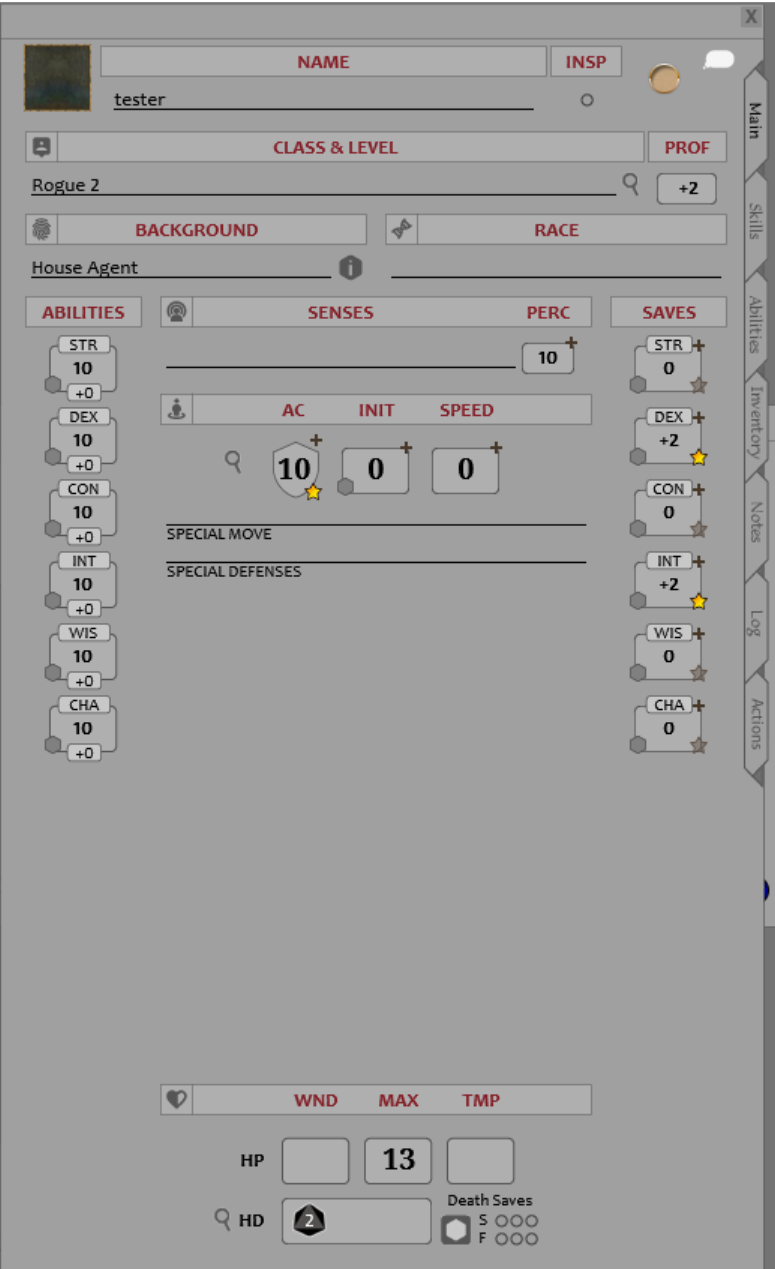 X
NAME INSP
tester
CLASS & LEVEL PROF
Rogue 2 +2
BACKGROUND RACE
House Agent
ABILITIES SENSES PERC SAVES
STR
10
+0
DEX
10
+0
CON
10
+0
INT
10
+0
WIS
10
+0
CHA
10
+0
10
AC INIT SPEED
10 0 0
SPECIAL MOVE
SPECIAL DEFENSES
STR
0
DEX
+2
CON
0
INT
+2
WIS
0
CHA
0
Main
Skills
Abilities
Inventory
Notes
Log
Actions
WND MAX TMP
HP 13
HD 2
Death Saves
S
F